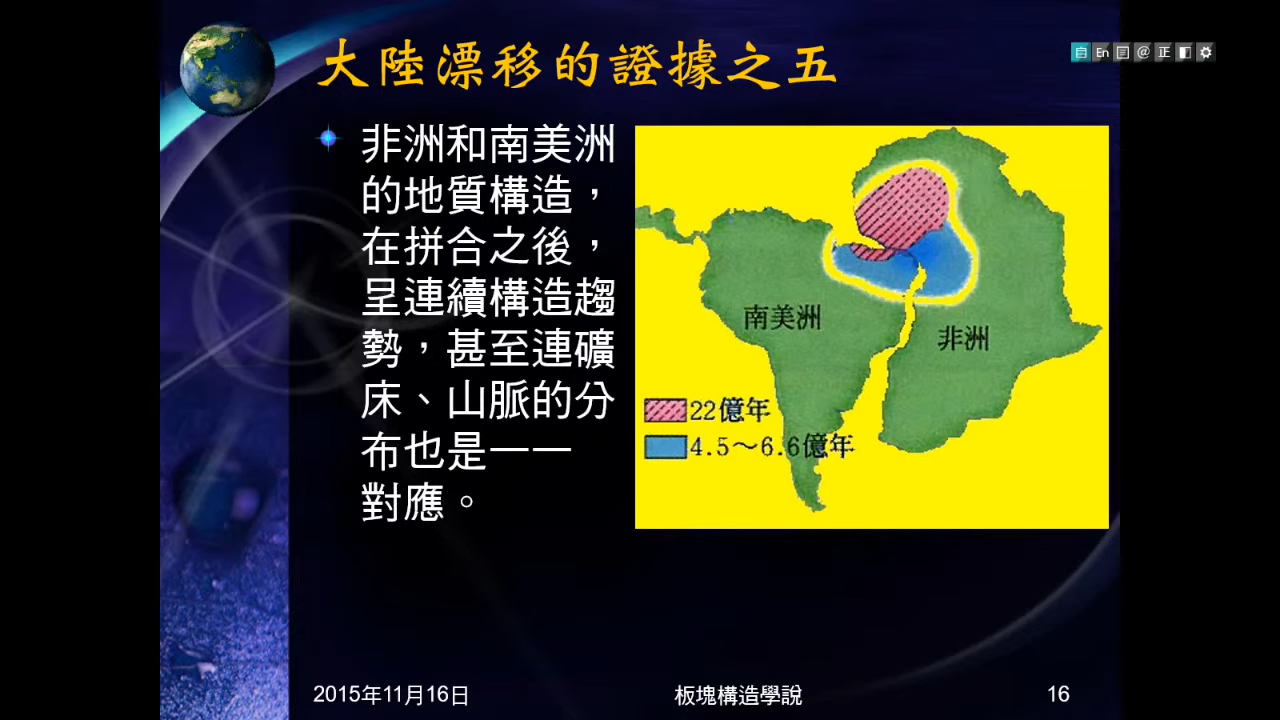 大陸漂移的證據之五
自 En 回 @ 正
非洲和南美洲
的地質構造，
在拼合之後，
呈連續構造趨
勢，甚至連礦
床、山脈的分
布也是一一
對應。
南美洲
非洲
22億年
4.5～6.6億年
2015年11月16日
板塊構造學說
16